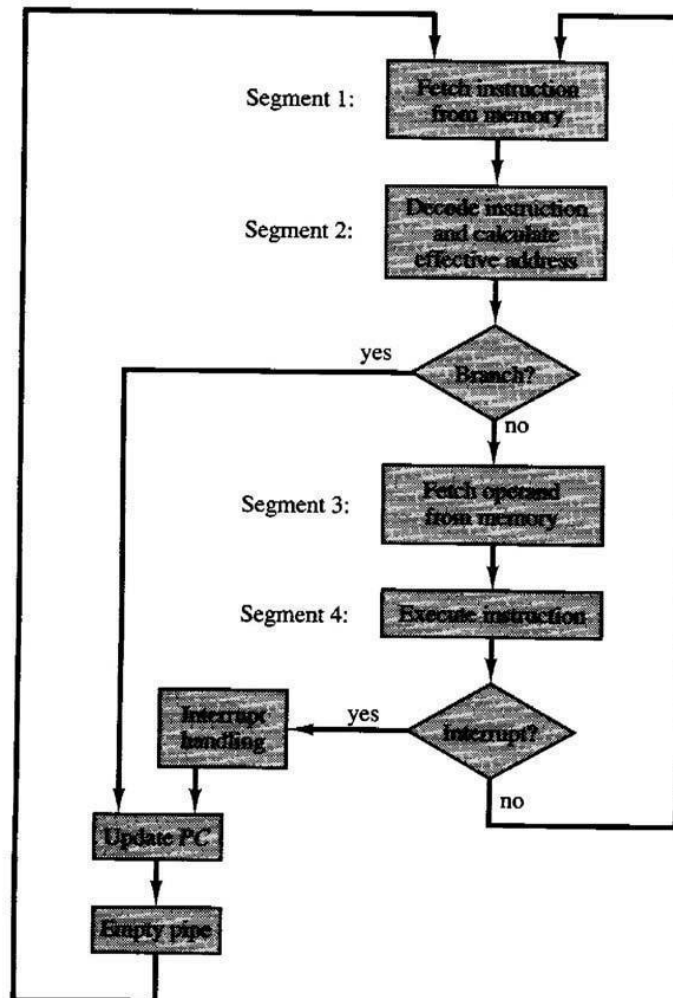 Segment 1:
Fetch instruction
from memory
Segment 2:
Decode instruction
and calculate
effective address
yes
Branch?
no
Segment 3:
Fetch operand
from memory
Segment 4:
Execute instruction
Interrupt
handling
yes
Interrupt?
no
Update PC
Empty pipe